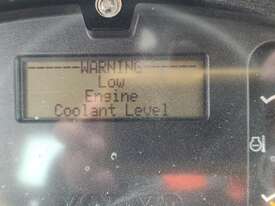 ------WARNING------
Low
Engine
Coolant Level